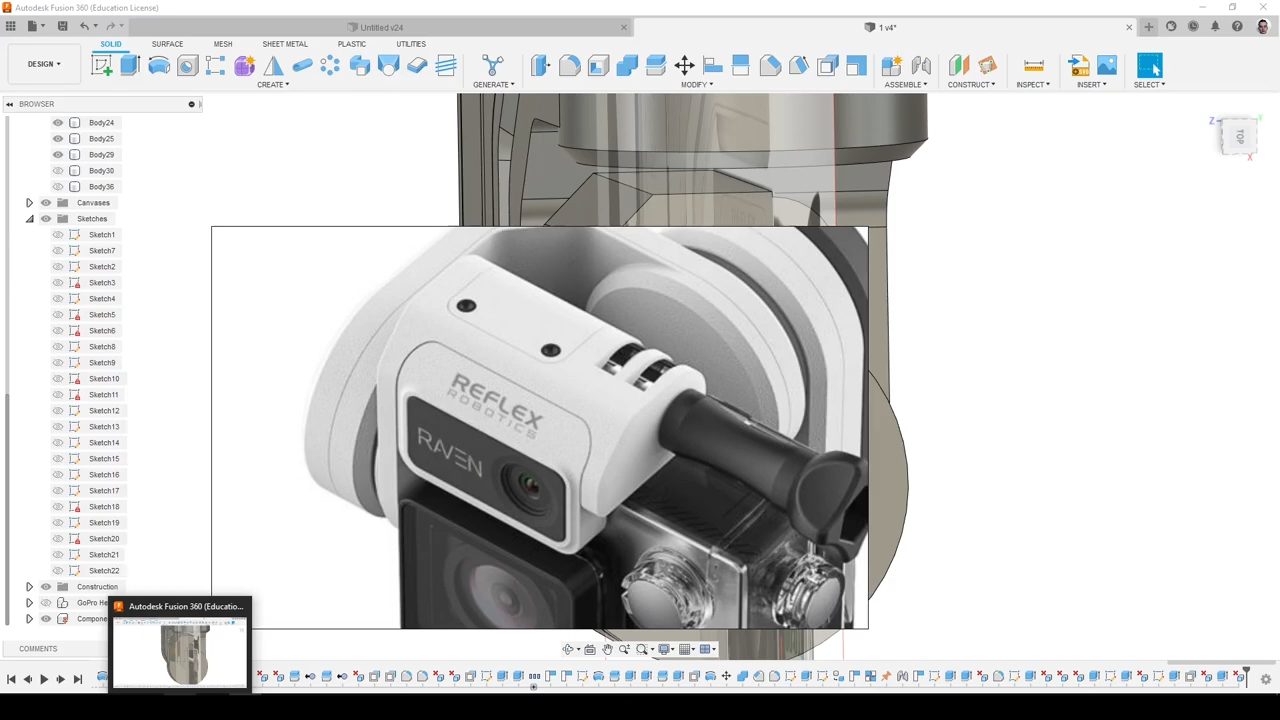 Autodesk Fusion 360 (Education License)
Untitled v24
1 v4*
SOLID SURFACE MESH SHEET METAL PLASTIC UTILITIES
DESIGN
CREATE GENERATE MODIFY ASSEMBLE CONSTRUCT INSPECT INSERT SELECT
BROWSER
Body24
Body25
Body29
Body30
Body36
Canvases
Sketches
Sketch1
Sketch7
Sketch2
Sketch3
Sketch4
Sketch5
Sketch6
Sketch8
Sketch9
Sketch10
Sketch11
Sketch12
Sketch13
Sketch14
Sketch15
Sketch16
Sketch17
Sketch18
Sketch19
Sketch20
Sketch21
Sketch22
Construction
GoPro He
Compone
COMMENTS
Autodesk Fusion 360 (Educatio...
REFLEX
ROBOTICS
RAVEN
Z
TOP
X